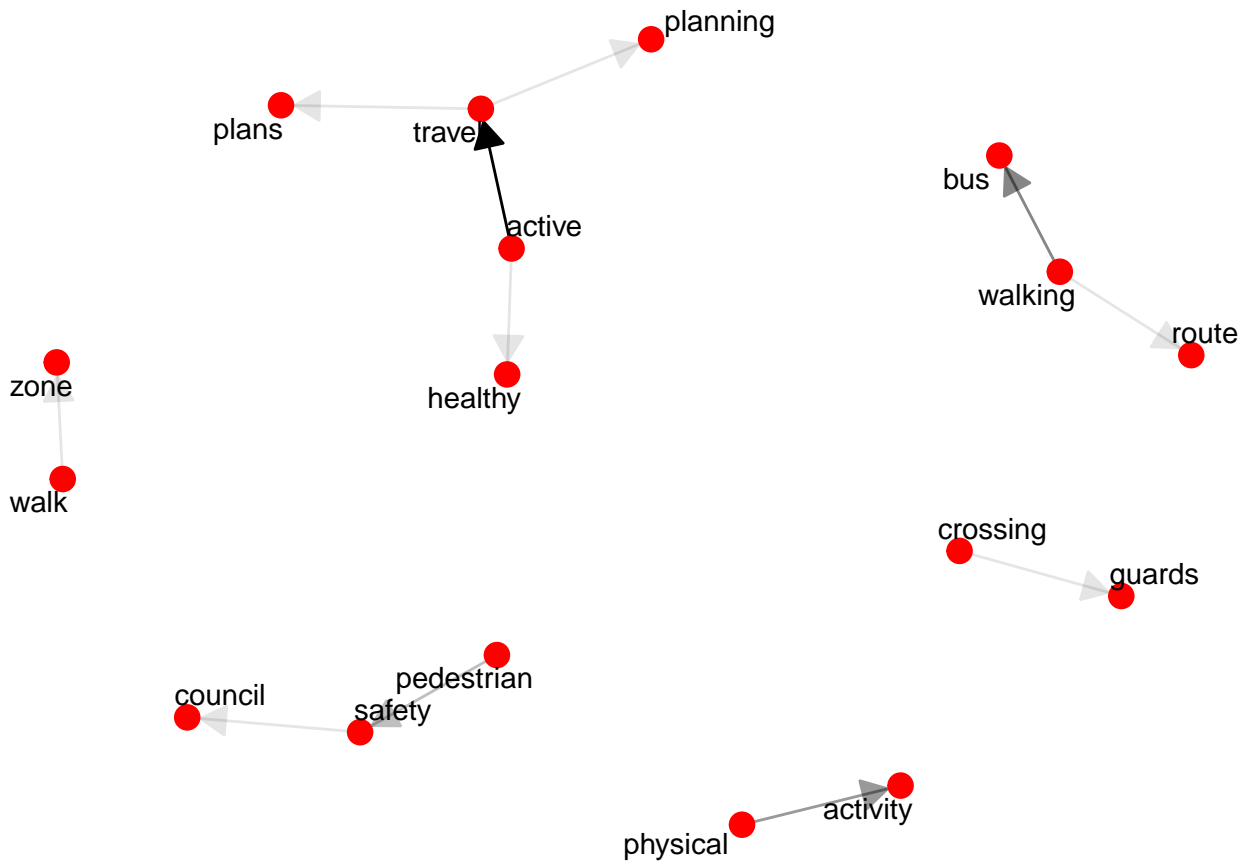 planning
plans
travel
bus
active
walking
route
zone
healthy
walk
crossing
guards
pedestrian
council
safety
activity
physical